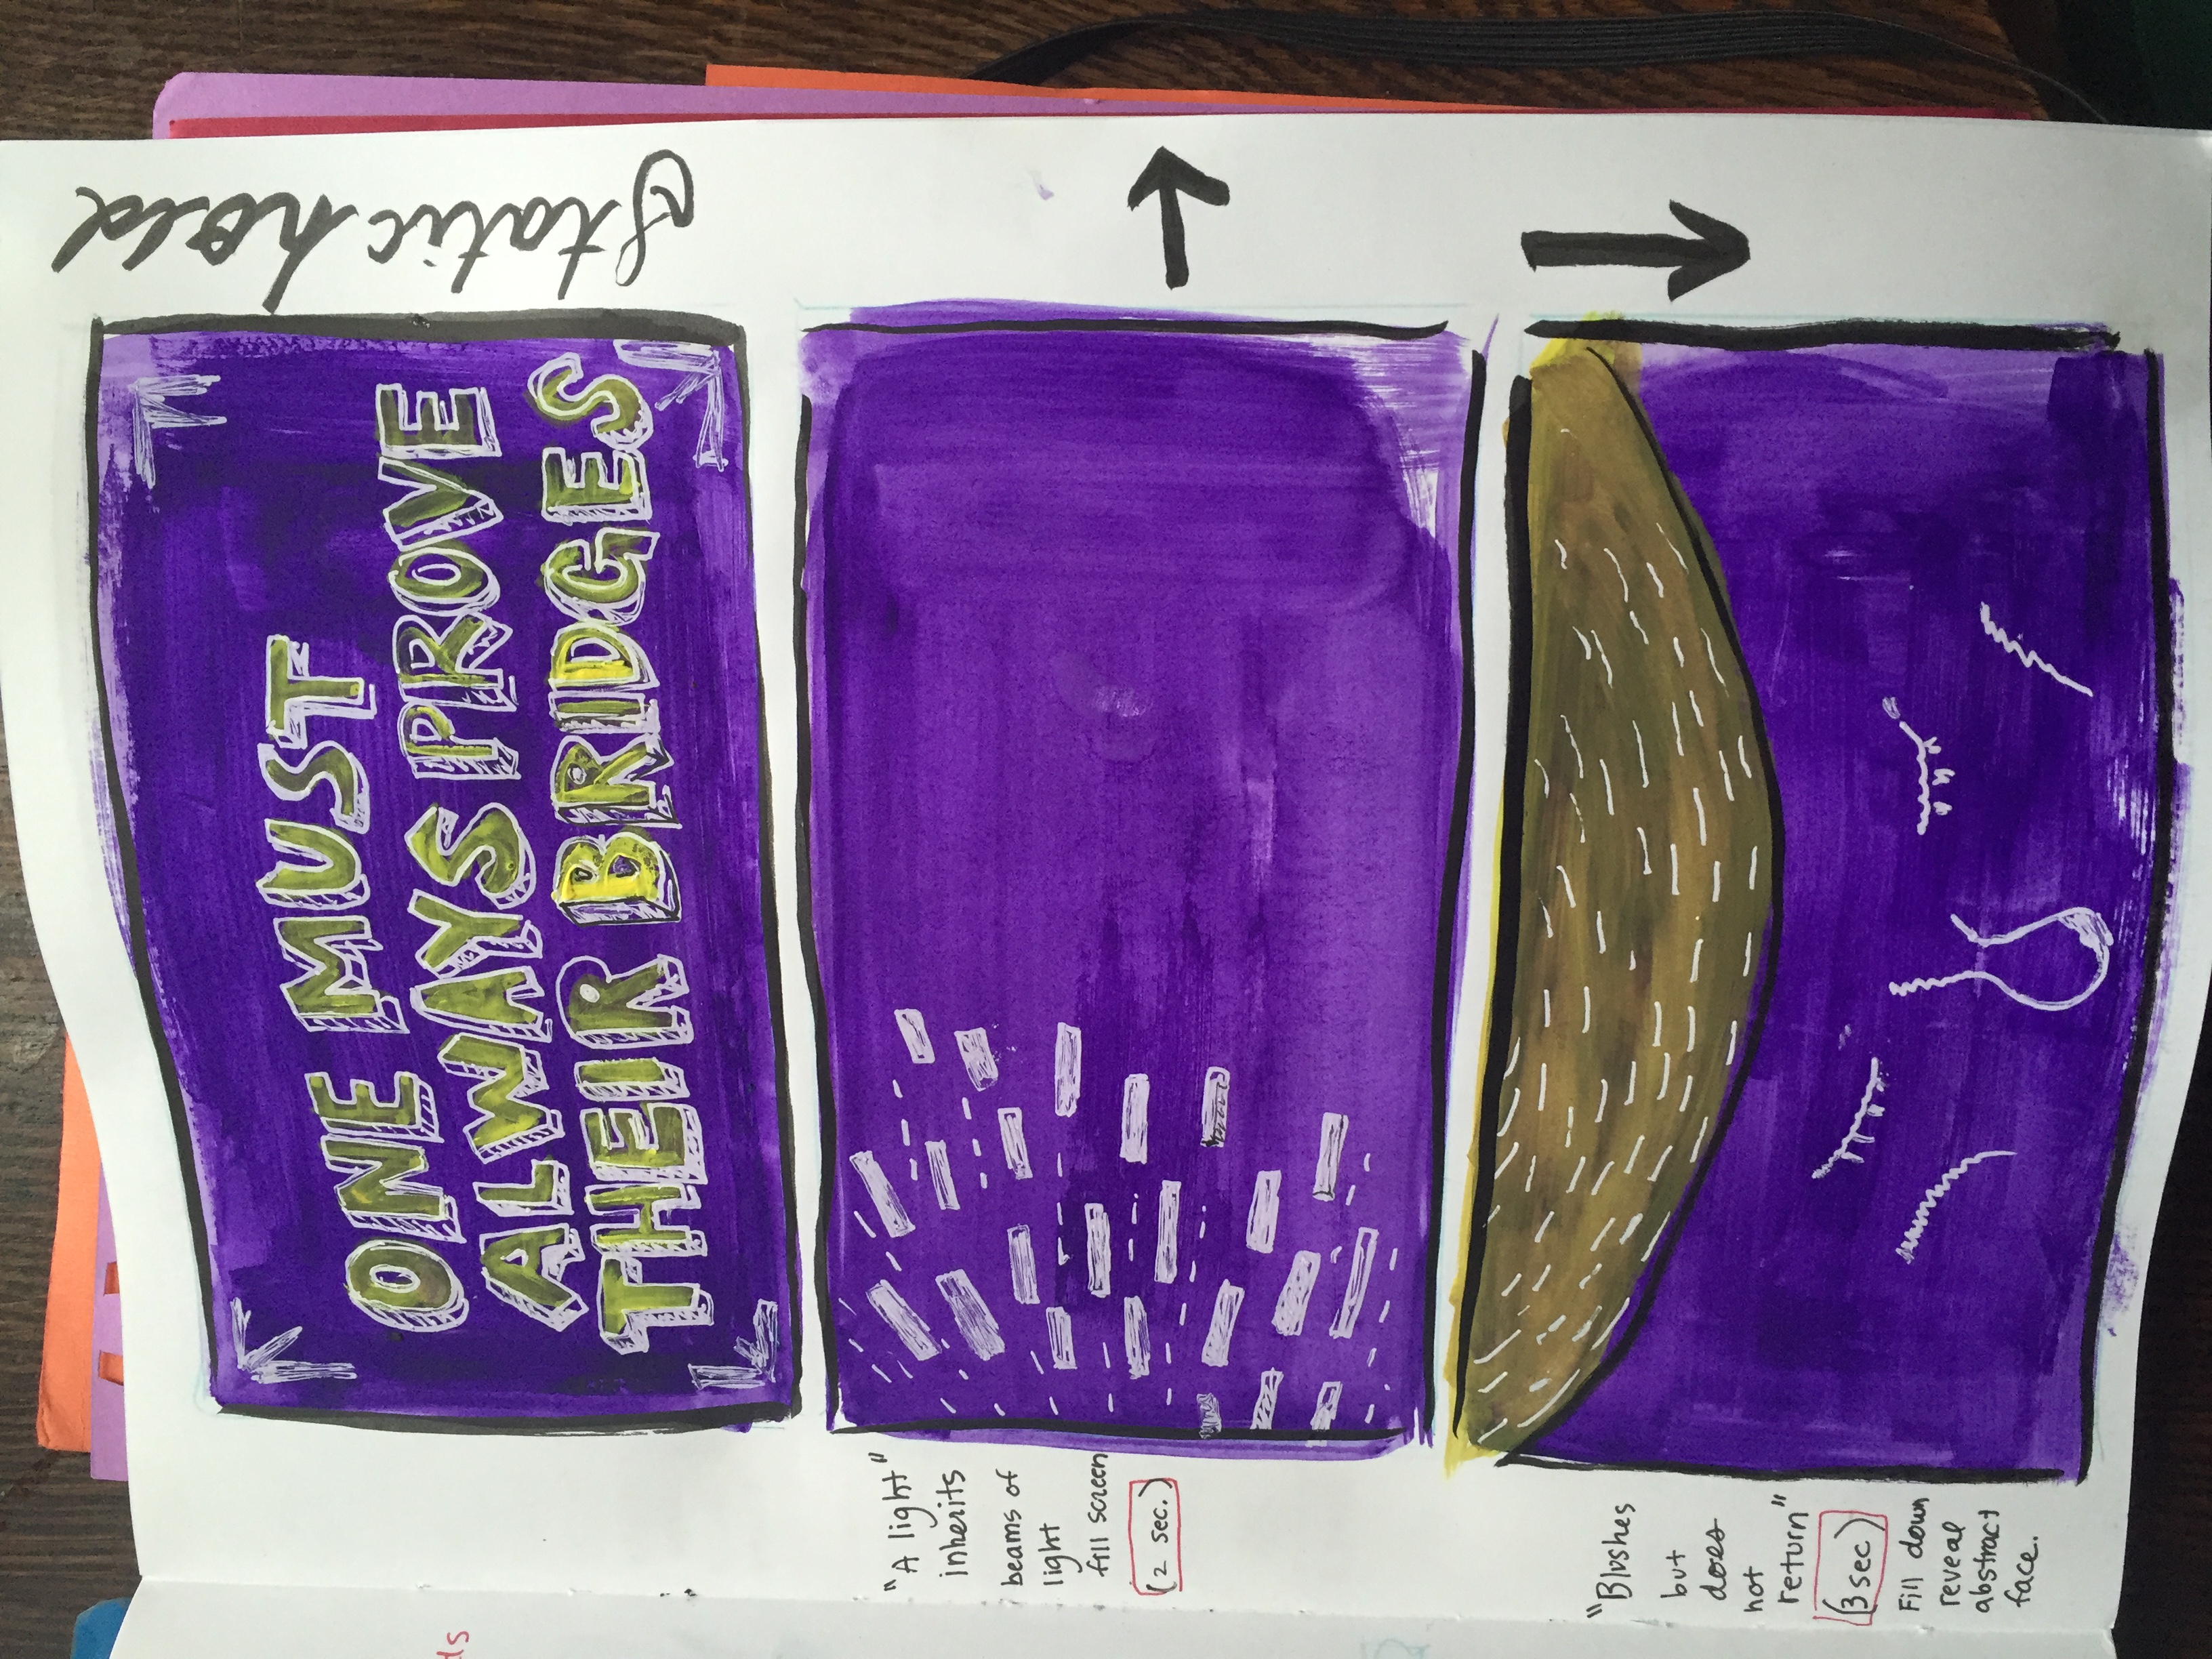 ds
ONE MUST
ALWAYS PROVE
THEIR BRIDGES
Static hold
"A light"
inherits
beams of
light
fill screen
(2 sec.)
"Blushes
but
does
not
return"
(3 sec)
Fill down
reveal
abstract
face.